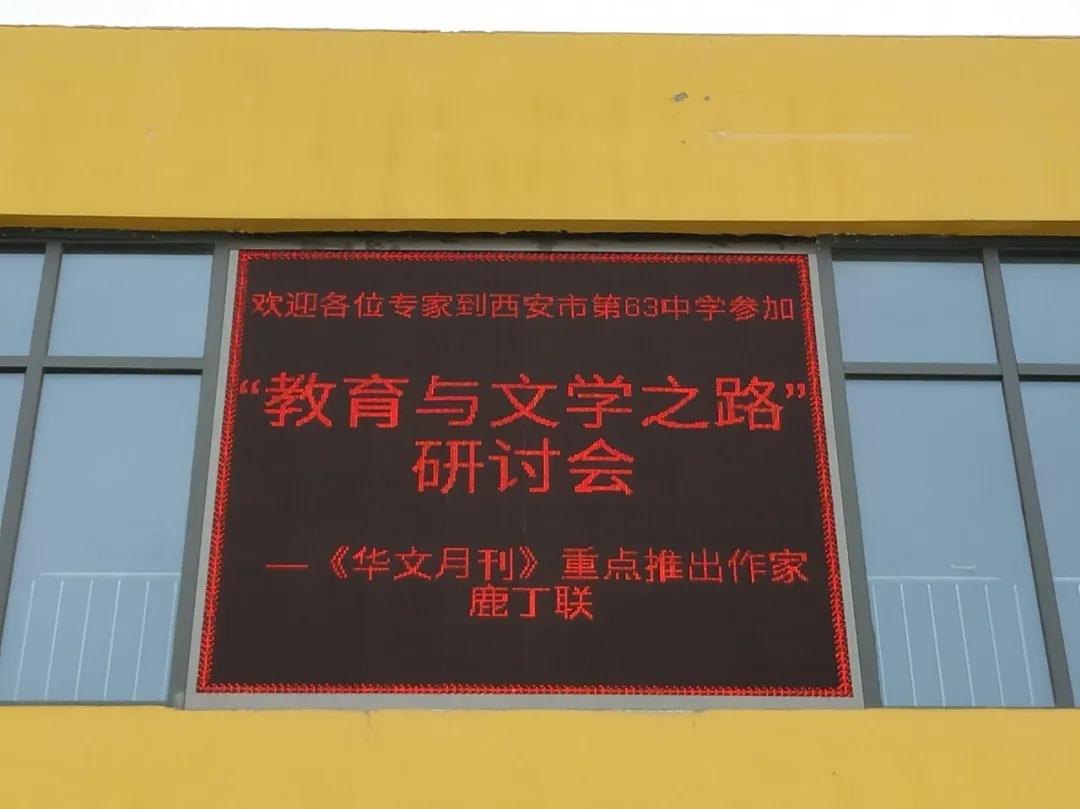 欢迎各位专家到西安市第63中学参加
“教育与文学之路”
研讨会
—《华文月刊》重点推出作家
鹿丁联